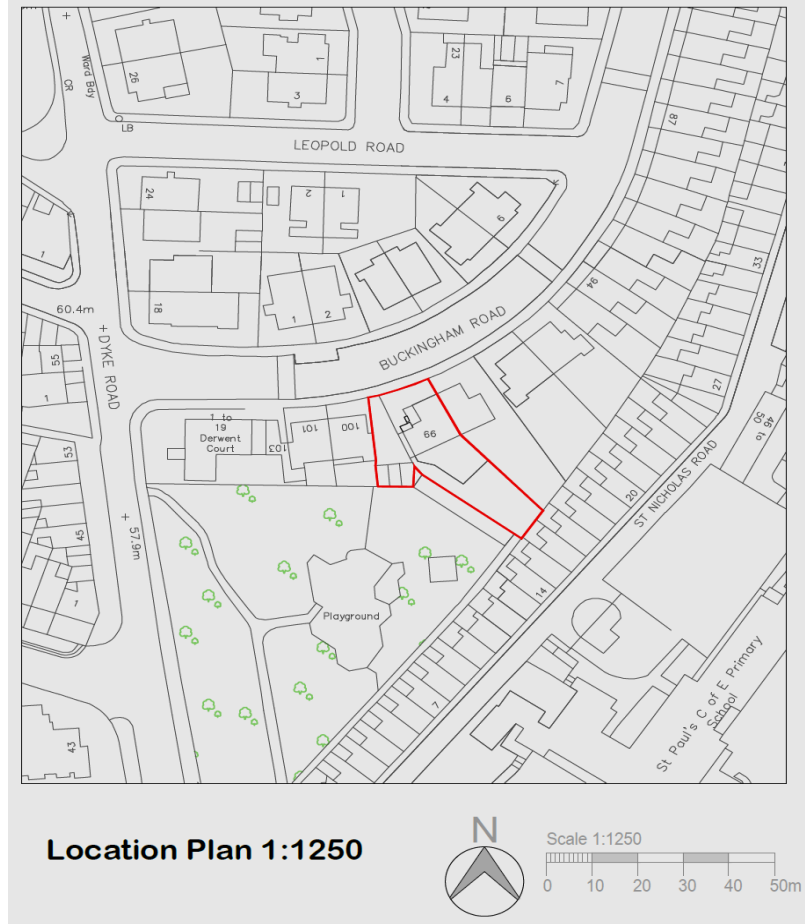 CR
Ward Bdy
26
1
3
LB
23
4
6
7
87
LEOPOLD ROAD
24
2
1
6
1
18
1
2
33
94
60.4m
DYKE ROAD
BUCKINGHAM ROAD
55
1
27
1 to
19
Derwent
Court
103
101
100
99
46 to
50
53
ST NICHOLAS ROAD
20
45
57.9m
1
14
Playground
7
St Paul's C of E Primary
School
43
Location Plan 1:1250
N
Scale 1:1250
0 10 20 30 40 50m